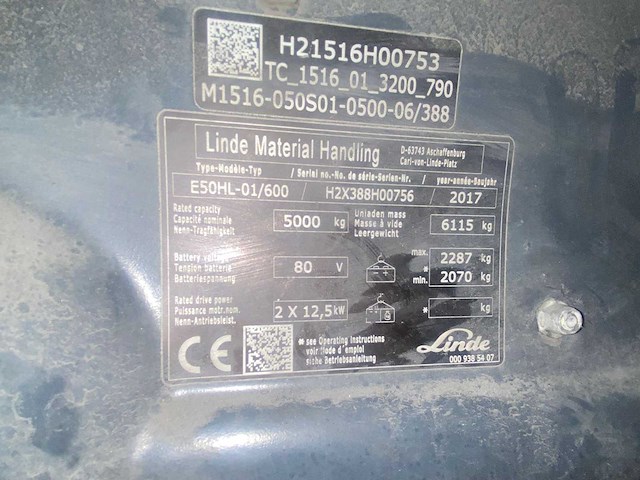 H21516H00753
TC_1516_01_3200_790
M1516-050S01-0500-06/388
Linde Material Handling
D-63743 Aschaffenburg
Carl-von-Linde-Platz
Type-Modèle-Typ / Serial no.-No. de série-Serien-Nr. / year-année-Baujahr
E50HL-01/600 / H2X388H00756 / 2017
Rated capacity
Capacité nominale
Nenn-Tragfähigkeit
5000 kg
Unladen mass
Masse à vide
Leergewicht
6115 kg
Battery voltage
Tension batterie
Batteriespannung
80 V
max. 2287 kg
*
min. 2070 kg
Rated drive power
Puissance motr.nom.
Nenn-Antriebsleist.
2 X 12,5 kW
* kg
CE
* see Operating Instructions
voir Mode d'emploi
siehe Betriebsanleitung
Linde
000 938 54 07